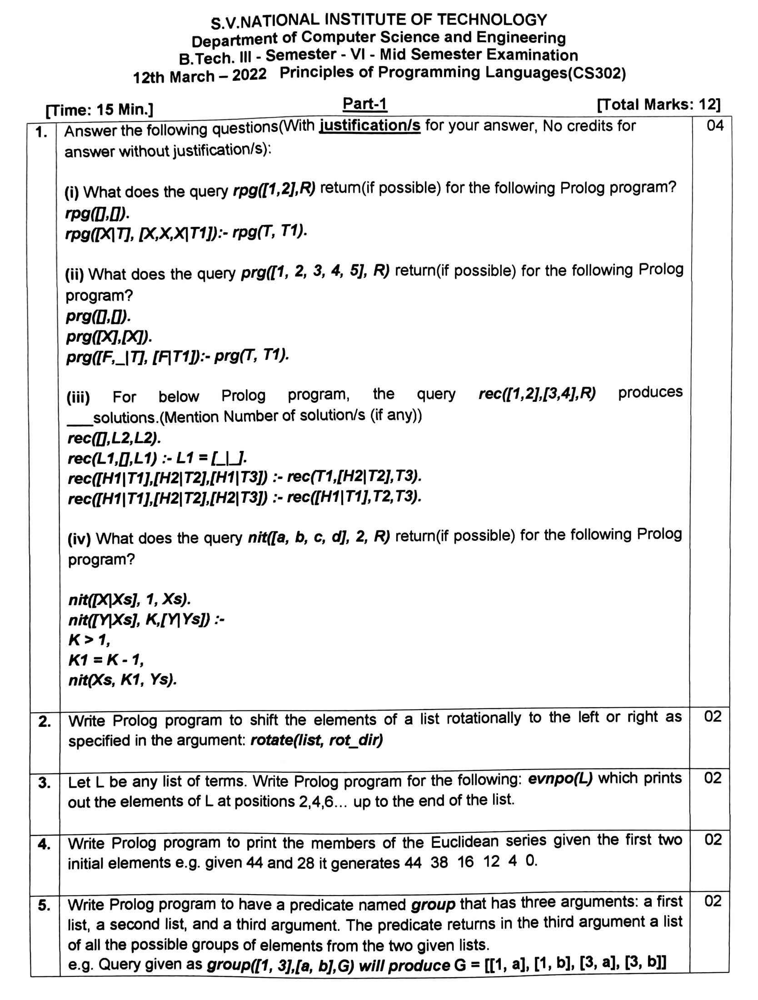 S.V.NATIONAL INSTITUTE OF TECHNOLOGY
Department of Computer Science and Engineering
B.Tech. III - Semester - VI - Mid Semester Examination
12th March – 2022 Principles of Programming Languages(CS302)
[Time: 15 Min.] Part-1 [Total Marks: 12]
1. Answer the following questions(With justification/s for your answer, No credits for 04
answer without justification/s):
(i) What does the query rpg([1,2],R) return(if possible) for the following Prolog program?
rpg([],[]).
rpg([X|T], [X,X,X|T1]):- rpg(T, T1).
(ii) What does the query prg([1, 2, 3, 4, 5], R) return(if possible) for the following Prolog
program?
prg([],[]).
prg([X],[X]).
prg([F,_|T], [F|T1]):- prg(T, T1).
(iii) For below Prolog program, the query rec([1,2],[3,4],R) produces
___solutions.(Mention Number of solution/s (if any))
rec([],L2,L2).
rec(L1,[],L1) :- L1 = [_|_].
rec([H1|T1],[H2|T2],[H1|T3]) :- rec(T1,[H2|T2],T3).
rec([H1|T1],[H2|T2],[H2|T3]) :- rec([H1|T1],T2,T3).
(iv) What does the query nit([a, b, c, d], 2, R) return(if possible) for the following Prolog
program?
nit([X|Xs], 1, Xs).
nit([Y|Xs], K,[Y|Ys]) :-
K > 1,
K1 = K - 1,
nit(Xs, K1, Ys).
2. Write Prolog program to shift the elements of a list rotationally to the left or right as 02
specified in the argument: rotate(list, rot_dir)
3. Let L be any list of terms. Write Prolog program for the following: evnpo(L) which prints 02
out the elements of L at positions 2,4,6... up to the end of the list.
4. Write Prolog program to print the members of the Euclidean series given the first two 02
initial elements e.g. given 44 and 28 it generates 44 38 16 12 4 0.
5. Write Prolog program to have a predicate named group that has three arguments: a first 02
list, a second list, and a third argument. The predicate returns in the third argument a list
of all the possible groups of elements from the two given lists.
e.g. Query given as group([1, 3],[a, b],G) will produce G = [[1, a], [1, b], [3, a], [3, b]]